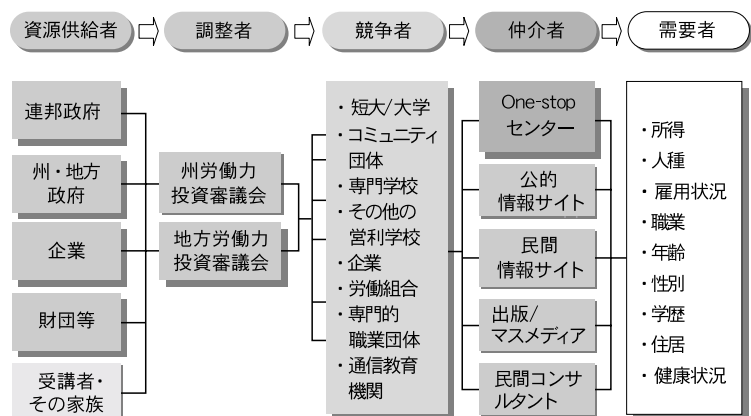 資源供給者
調整者
競争者
仲介者
需要者
連邦政府
州・地方
政府
企業
財団等
受講者・
その家族
州労働力
投資審議会
地方労働力
投資審議会
・短大/大学
・コミュニティ
団体
・専門学校
・その他の
営利学校
・企業
・労働組合
・専門的
職業団体
・通信教育
機関
One-stop
センター
公的
情報サイト
民間
情報サイト
出版/
マスメディア
民間コンサ
ルタント
・所得
・人種
・雇用状況
・職業
・年齢
・性別
・学歴
・住居
・健康状況